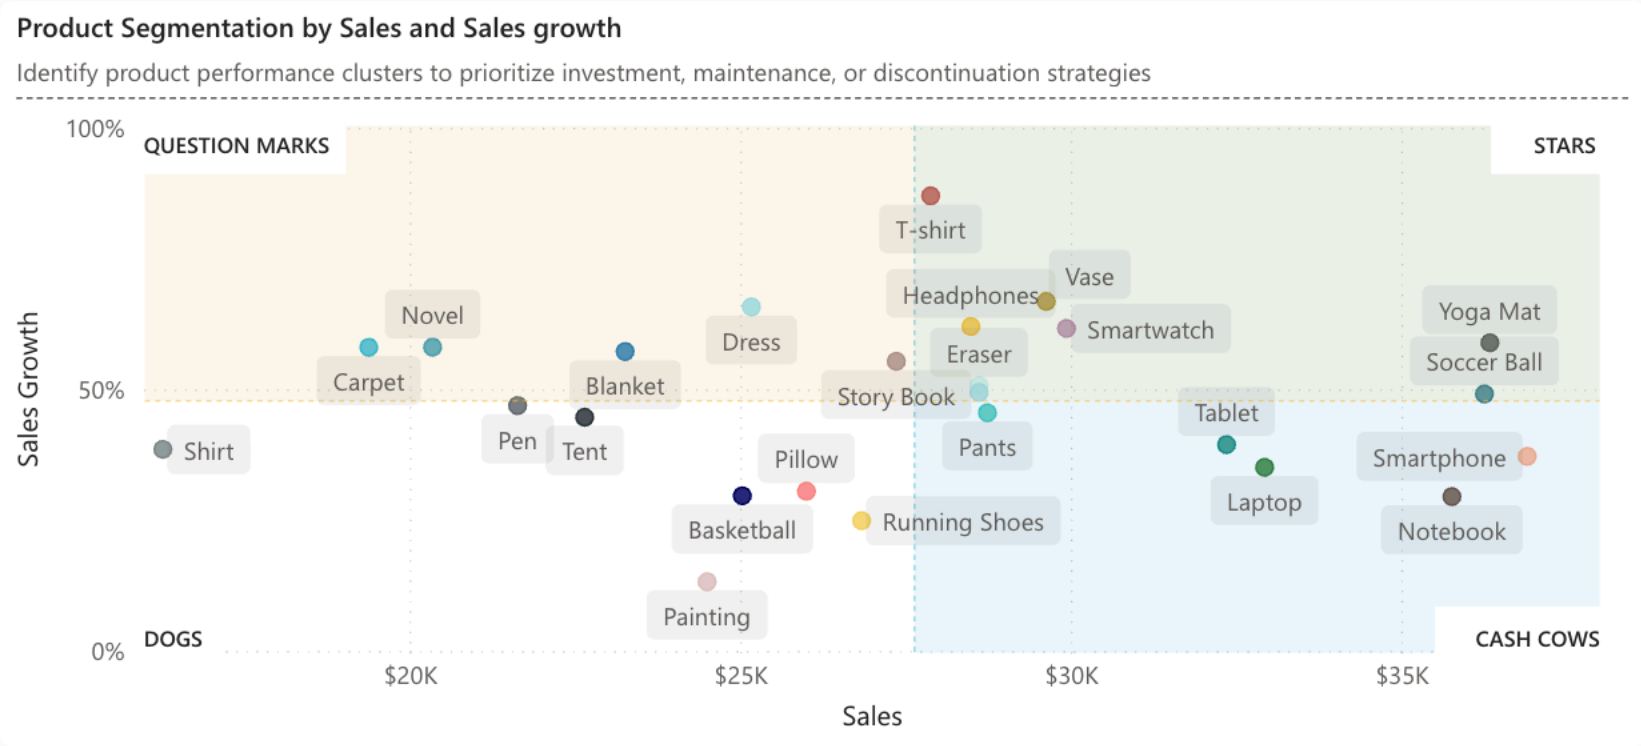 Product Segmentation by Sales and Sales growth
Identify product performance clusters to prioritize investment, maintenance, or discontinuation strategies
100%
QUESTION MARKS
STARS
T-shirt
Vase
Headphones
Novel
Yoga Mat
Smartwatch
Dress
Eraser
Soccer Ball
Carpet
Blanket
50%
Story Book
Tablet
Sales Growth
Pen
Tent
Shirt
Pants
Pillow
Smartphone
Laptop
Running Shoes
Basketball
Notebook
Painting
DOGS
CASH COWS
0%
$20K
$25K
$30K
$35K
Sales